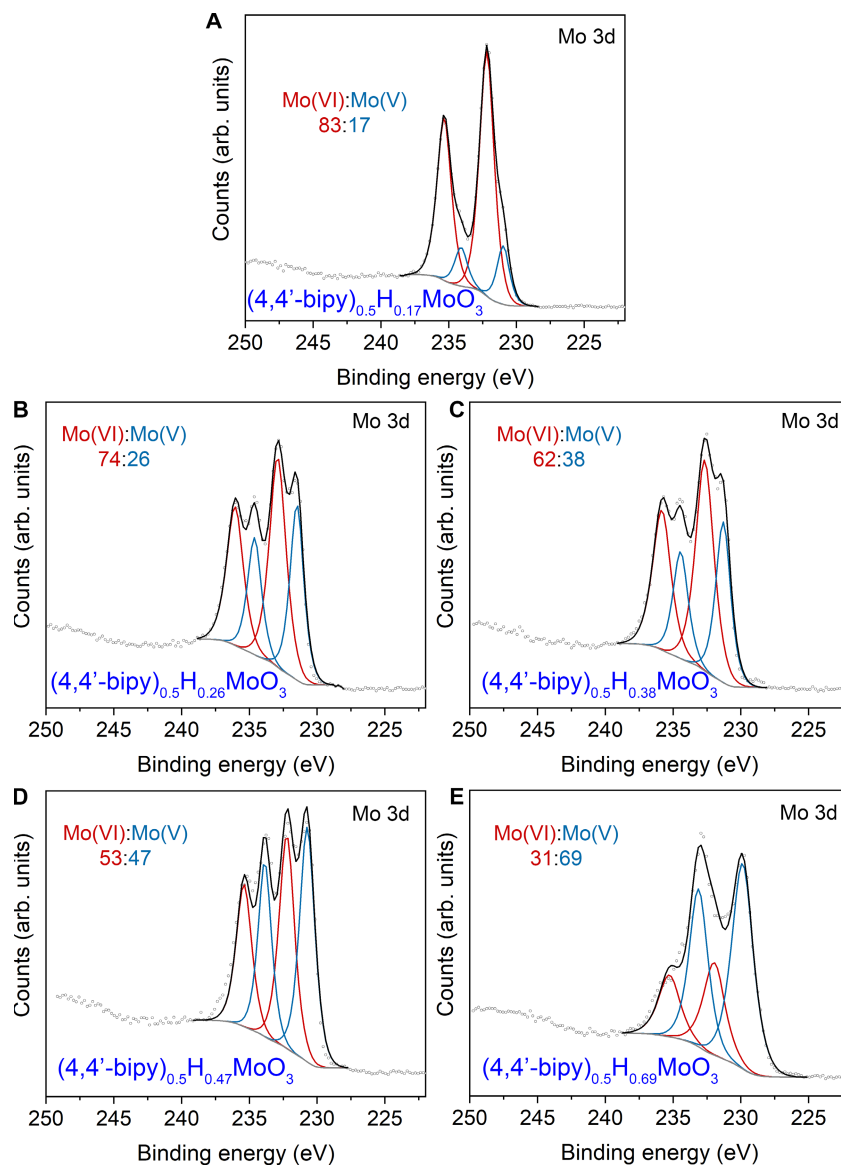 A
Mo 3d
Mo(VI):Mo(V)
83:17
Counts (arb. units)
(4,4'-bipy)0.5H0.17MoO3
250 245 240 235 230 225
Binding energy (eV)
B
Mo 3d
Mo(VI):Mo(V)
74:26
Counts (arb. units)
(4,4'-bipy)0.5H0.26MoO3
250 245 240 235 230 225
Binding energy (eV)
C
Mo 3d
Mo(VI):Mo(V)
62:38
Counts (arb. units)
(4,4'-bipy)0.5H0.38MoO3
250 245 240 235 230 225
Binding energy (eV)
D
Mo 3d
Mo(VI):Mo(V)
53:47
Counts (arb. units)
(4,4'-bipy)0.5H0.47MoO3
250 245 240 235 230 225
Binding energy (eV)
E
Mo 3d
Mo(VI):Mo(V)
31:69
Counts (arb. units)
(4,4'-bipy)0.5H0.69MoO3
250 245 240 235 230 225
Binding energy (eV)